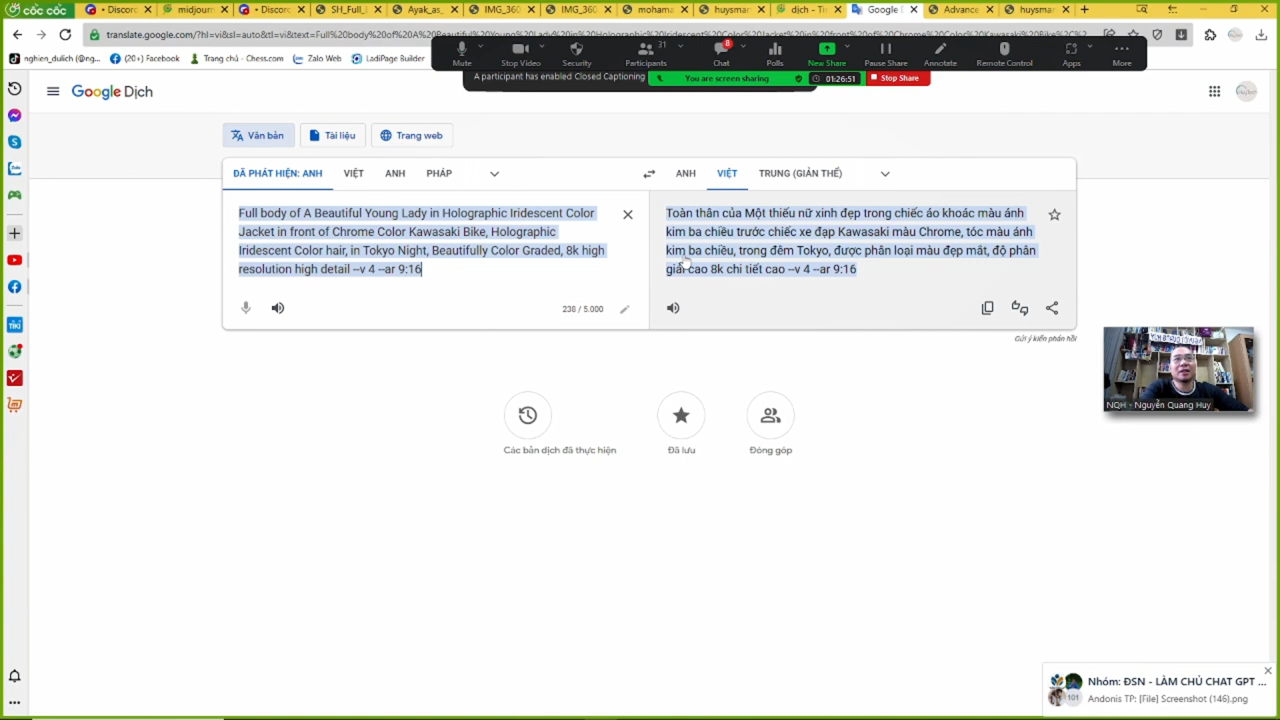 cốc cốc
• Discord
midjourn
• Discord
SH_Full_
Ayak_as_
IMG_360
IMG_360
mohama
huysmar
dịch - Ti
Google D
Advance
huysmar
translate.google.com/?hl=vi&sl=auto&tl=vi&text=Full%20body%20of%20A%20Beautiful%20Young%20Lady%20in%20Holographic%20Iridescent%20Color%20Jacket%20in%20front%20of%20Chrome%20Color%20Kawasaki%20Bike%2C%2
nghien_dulich (@ng...
(20+) Facebook
Trang chủ - Chess.com
Zalo Web
LadiPage Builder
Mute
Stop Video
Security
Participants
31
Chat
8
Polls
New Share
Pause Share
Annotate
Remote Control
Apps
More
A participant has enabled Closed Captioning
You are screen sharing
01:26:51
Stop Share
Google Dịch
Văn bản
Tài liệu
Trang web
ĐÃ PHÁT HIỆN: ANH
VIỆT
ANH
PHÁP
ANH
VIỆT
TRUNG (GIẢN THỂ)
Full body of A Beautiful Young Lady in Holographic Iridescent Color
Jacket in front of Chrome Color Kawasaki Bike, Holographic
Iridescent Color hair, in Tokyo Night, Beautifully Color Graded, 8k high
resolution high detail --v 4 --ar 9:16
238 / 5.000
Toàn thân của Một thiếu nữ xinh đẹp trong chiếc áo khoác màu ánh
kim ba chiều trước chiếc xe đạp Kawasaki màu Chrome, tóc màu ánh
kim ba chiều, trong đêm Tokyo, được phân loại màu đẹp mắt, độ phân
giải cao 8k chi tiết cao --v 4 --ar 9:16
Gửi ý kiến phản hồi
Các bản dịch đã thực hiện
Đã lưu
Đóng góp
NQH - Nguyễn Quang Huy
TIKI
Nhóm: ĐSN - LÀM CHỦ CHAT GPT ...
Andonis TP: [File] Screenshot (146).png
101